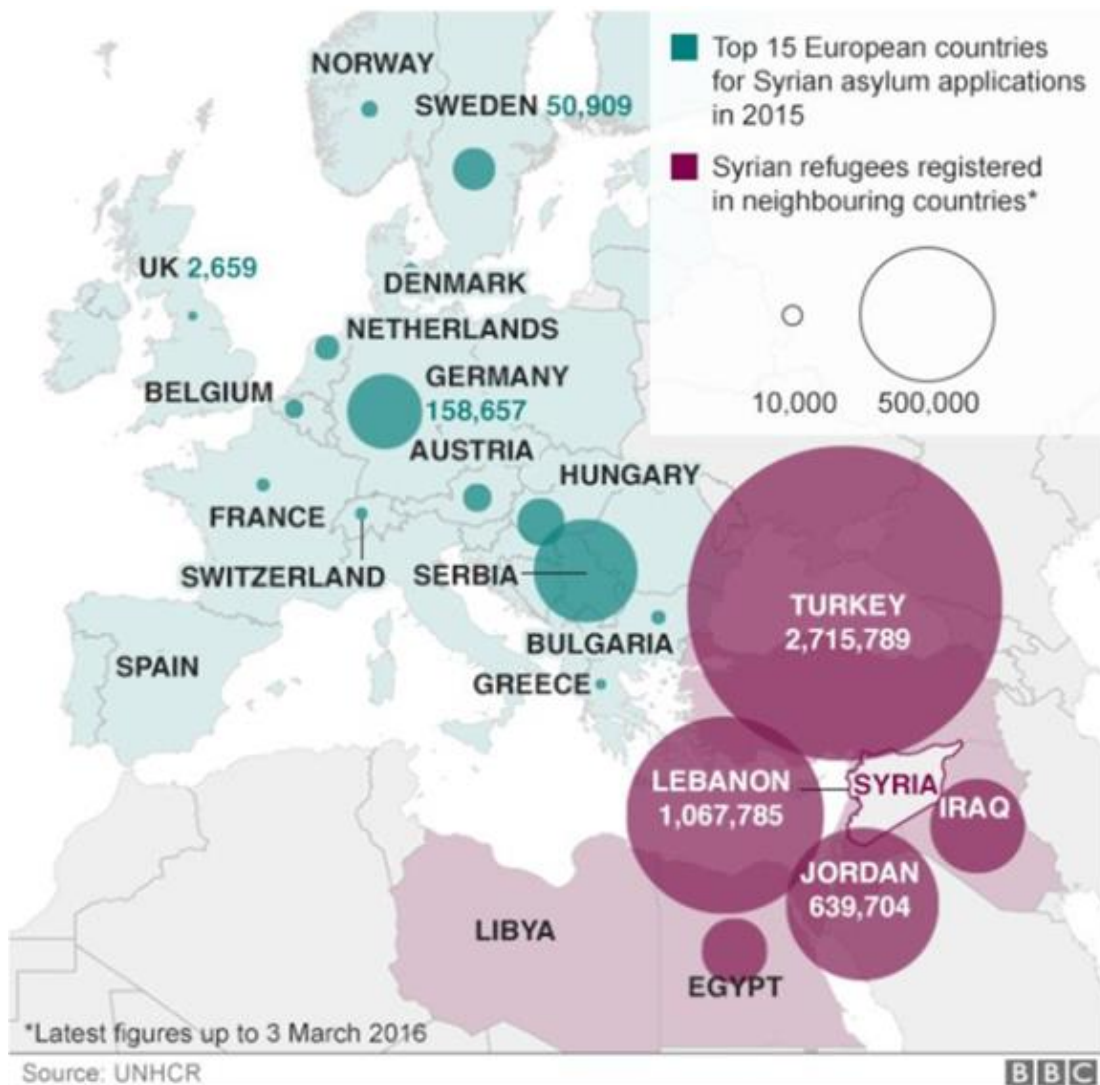 Top 15 European countries
for Syrian asylum applications
in 2015
Syrian refugees registered
in neighbouring countries*
10,000
500,000
NORWAY
SWEDEN 50,909
UK 2,659
DENMARK
NETHERLANDS
BELGIUM
GERMANY
158,657
AUSTRIA
HUNGARY
FRANCE
SWITZERLAND
SERBIA
BULGARIA
SPAIN
GREECE
TURKEY
2,715,789
LEBANON
1,067,785
SYRIA
IRAQ
JORDAN
639,704
LIBYA
EGYPT
*Latest figures up to 3 March 2016
Source: UNHCR
BBC